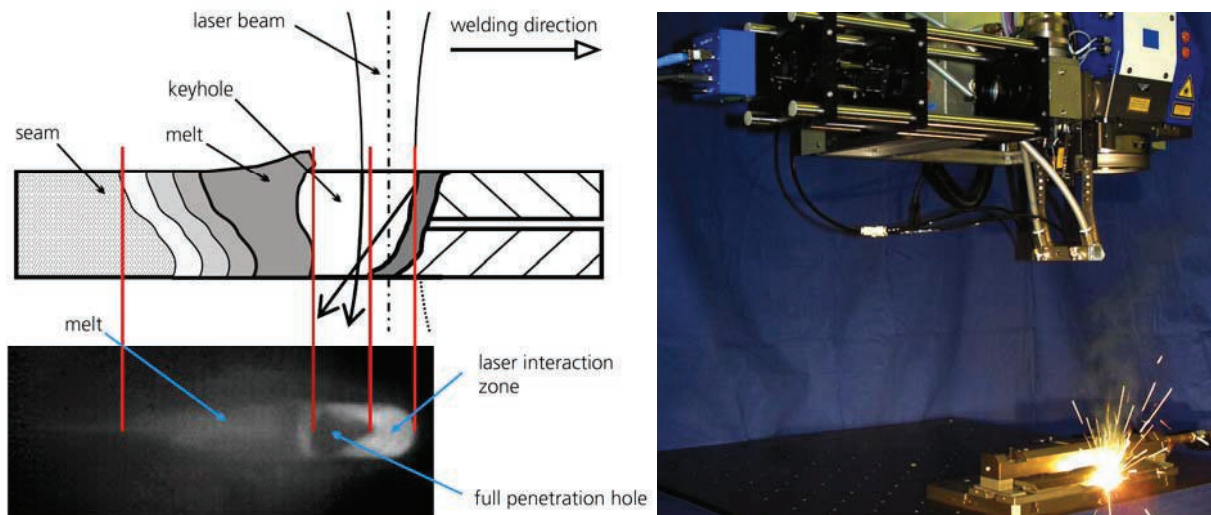 laser beam
welding direction
keyhole
melt
seam
melt
laser interaction
zone
full penetration hole